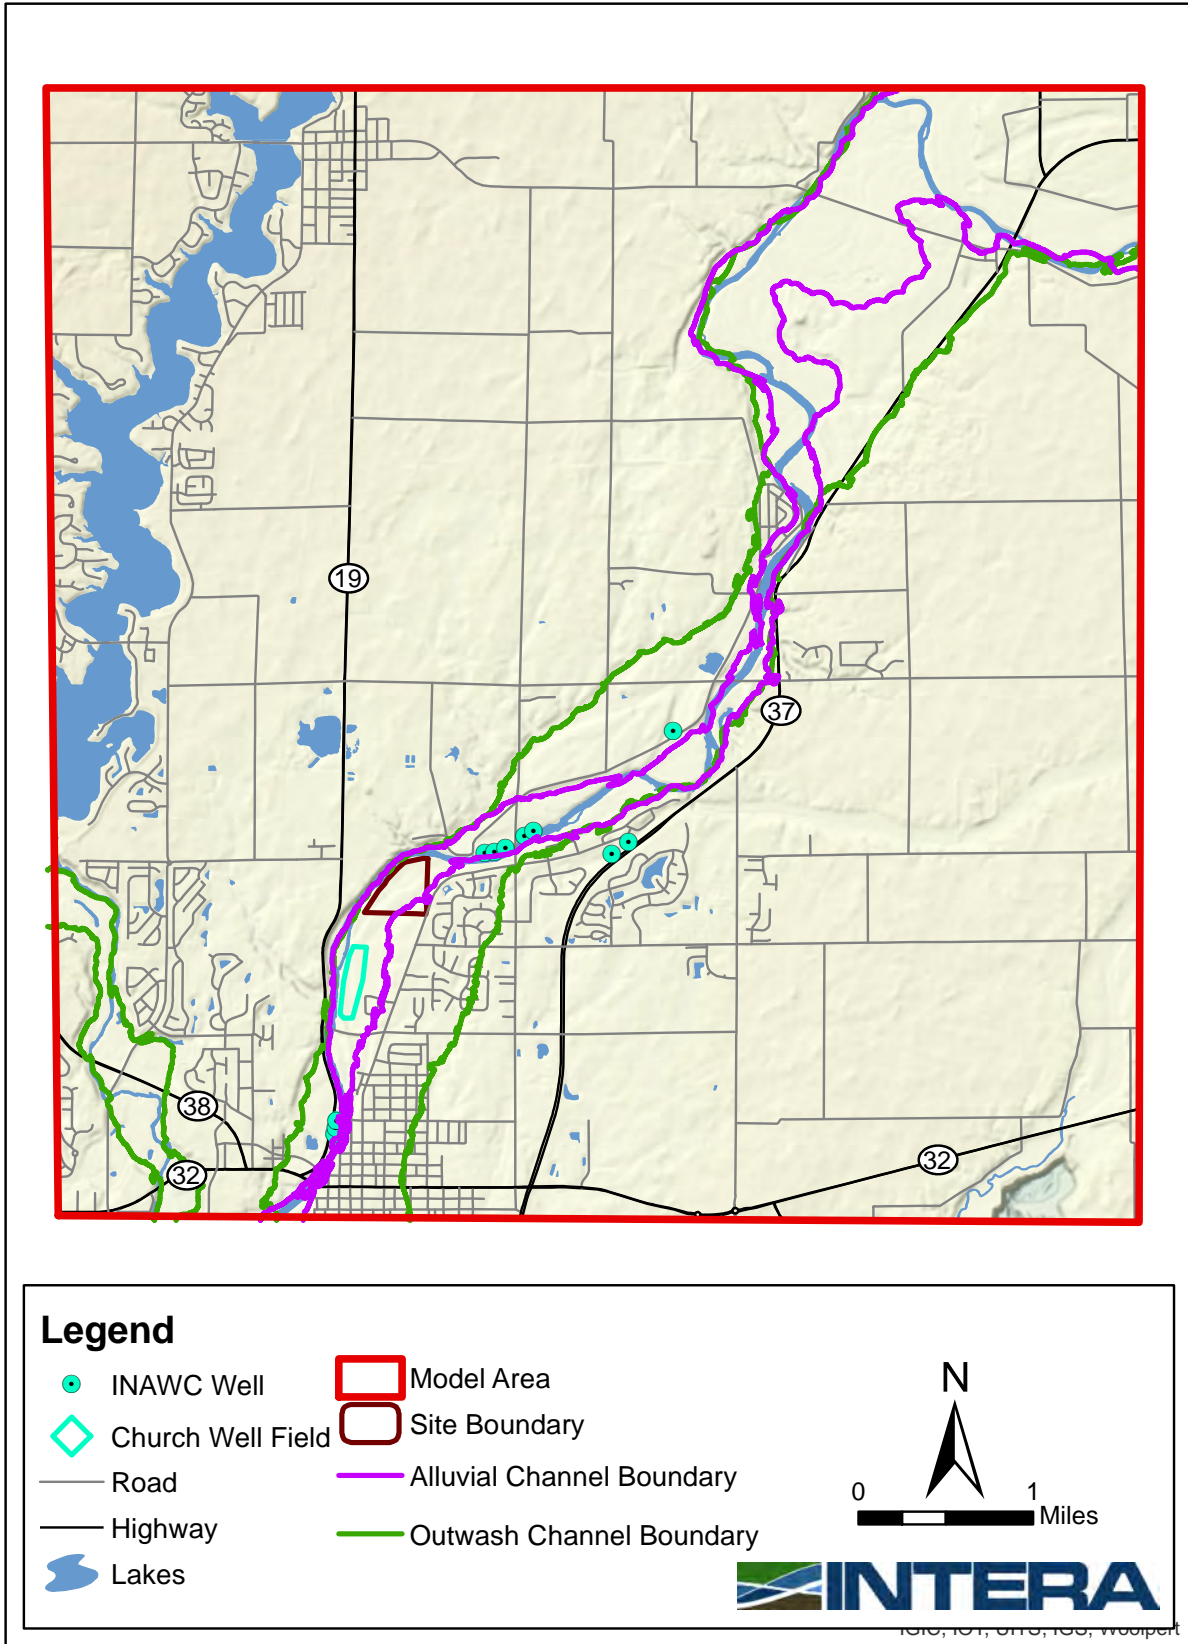 19
37
38
32
32
Legend
INAWC Well
Church Well Field
Road
Highway
Lakes
Model Area
Site Boundary
Alluvial Channel Boundary
Outwash Channel Boundary
N
0 1
Miles
INTERA
Woolpert